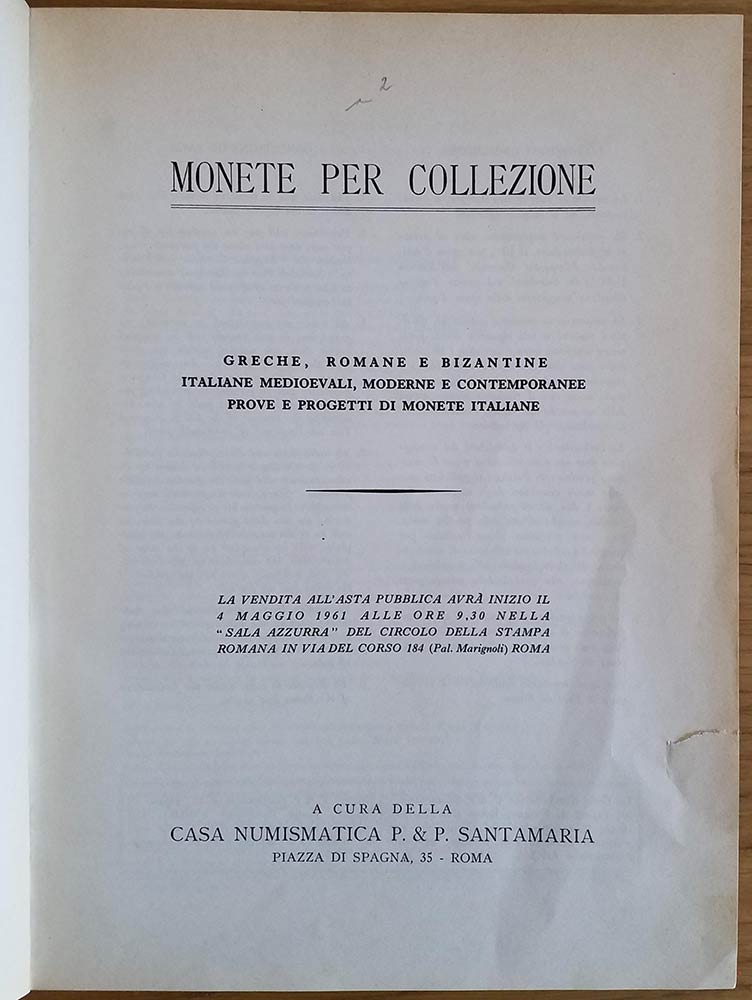 2
MONETE PER COLLEZIONE
GRECHE, ROMANE E BIZANTINE
ITALIANE MEDIOEVALI, MODERNE E CONTEMPORANEE
PROVE E PROGETTI DI MONETE ITALIANE
LA VENDITA ALL'ASTA PUBBLICA AVRÀ INIZIO IL
4 MAGGIO 1961 ALLE ORE 9,30 NELLA
"SALA AZZURRA" DEL CIRCOLO DELLA STAMPA
ROMANA IN VIA DEL CORSO 184 (Pal. Marignoli) ROMA
A CURA DELLA
CASA NUMISMATICA P. & P. SANTAMARIA
PIAZZA DI SPAGNA, 35 - ROMA